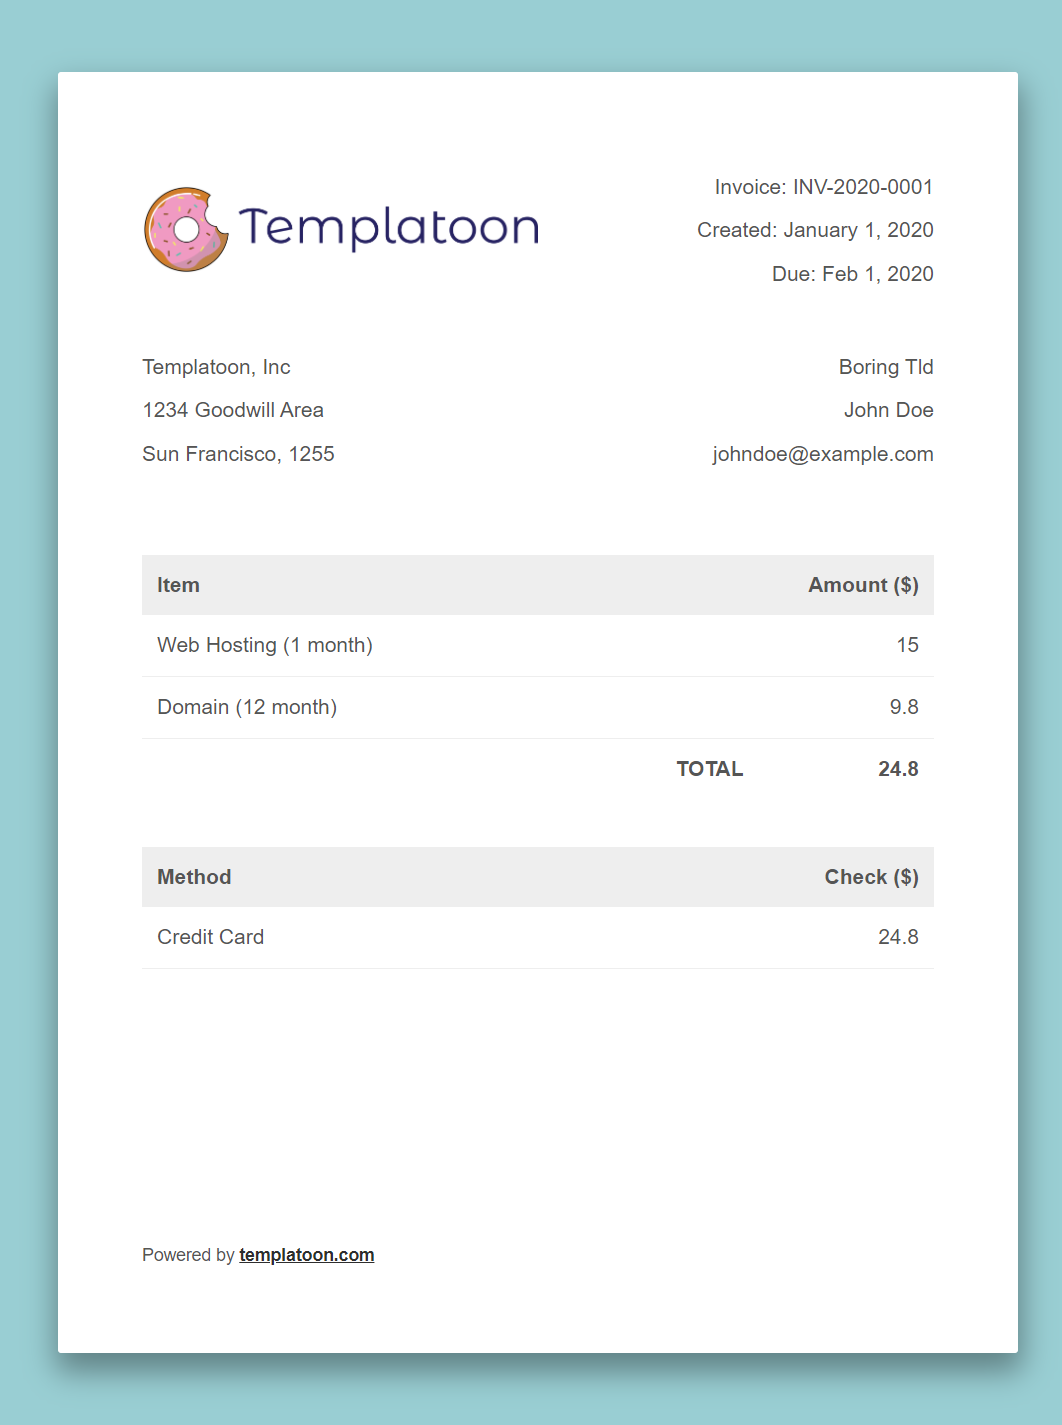 Templatoon
Invoice: INV-2020-0001
Created: January 1, 2020
Due: Feb 1, 2020
Templatoon, Inc
1234 Goodwill Area
Sun Francisco, 1255
Boring Tld
John Doe
johndoe@example.com
Item Amount ($)
Web Hosting (1 month) 15
Domain (12 month) 9.8
TOTAL 24.8
Method Check ($)
Credit Card 24.8
Powered by templatoon.com